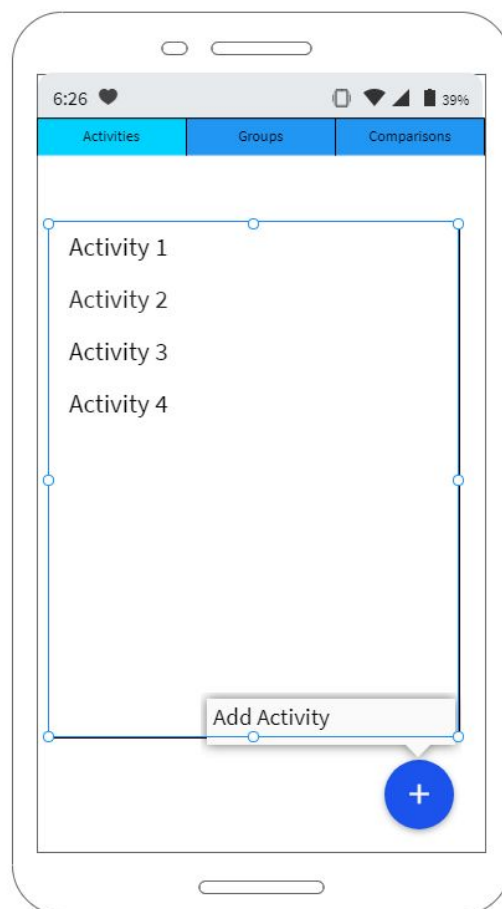 6:26 39%
Activities Groups Comparisons
Activity 1
Activity 2
Activity 3
Activity 4
Add Activity
+